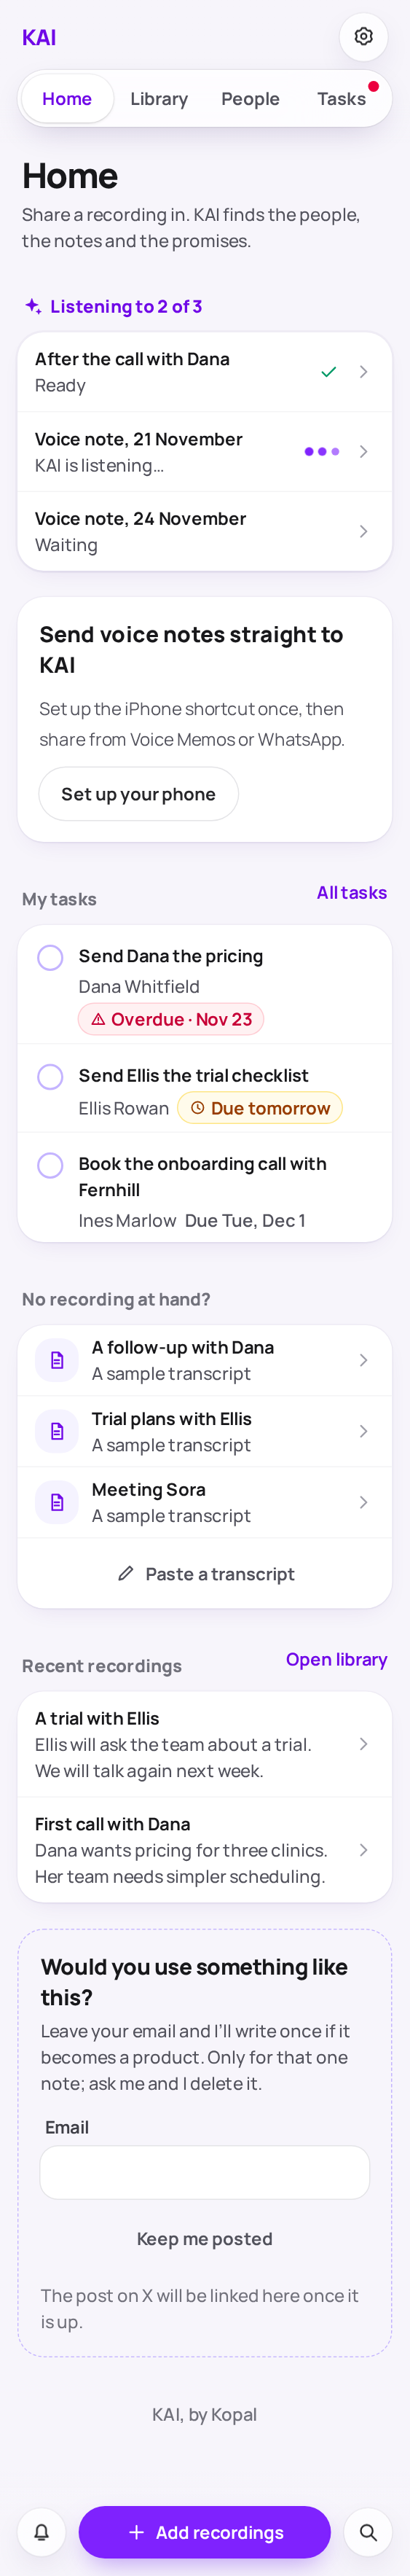 KAI
Home
Library
People
Tasks
Home
Share a recording in. KAI finds the people,
the notes and the promises.
Listening to 2 of 3
After the call with Dana
Ready
Voice note, 21 November
KAI is listening…
Voice note, 24 November
Waiting
Send voice notes straight to
KAI
Set up the iPhone shortcut once, then
share from Voice Memos or WhatsApp.
Set up your phone
My tasks
All tasks
Send Dana the pricing
Dana Whitfield
Overdue · Nov 23
Send Ellis the trial checklist
Ellis Rowan Due tomorrow
Book the onboarding call with
Fernhill
Ines Marlow Due Tue, Dec 1
No recording at hand?
A follow-up with Dana
A sample transcript
Trial plans with Ellis
A sample transcript
Meeting Sora
A sample transcript
Paste a transcript
Recent recordings
Open library
A trial with Ellis
Ellis will ask the team about a trial.
We will talk again next week.
First call with Dana
Dana wants pricing for three clinics.
Her team needs simpler scheduling.
Would you use something like
this?
Leave your email and I’ll write once if it
becomes a product. Only for that one
note; ask me and I delete it.
Email
Keep me posted
The post on X will be linked here once it
is up.
KAI, by Kopal
Add recordings